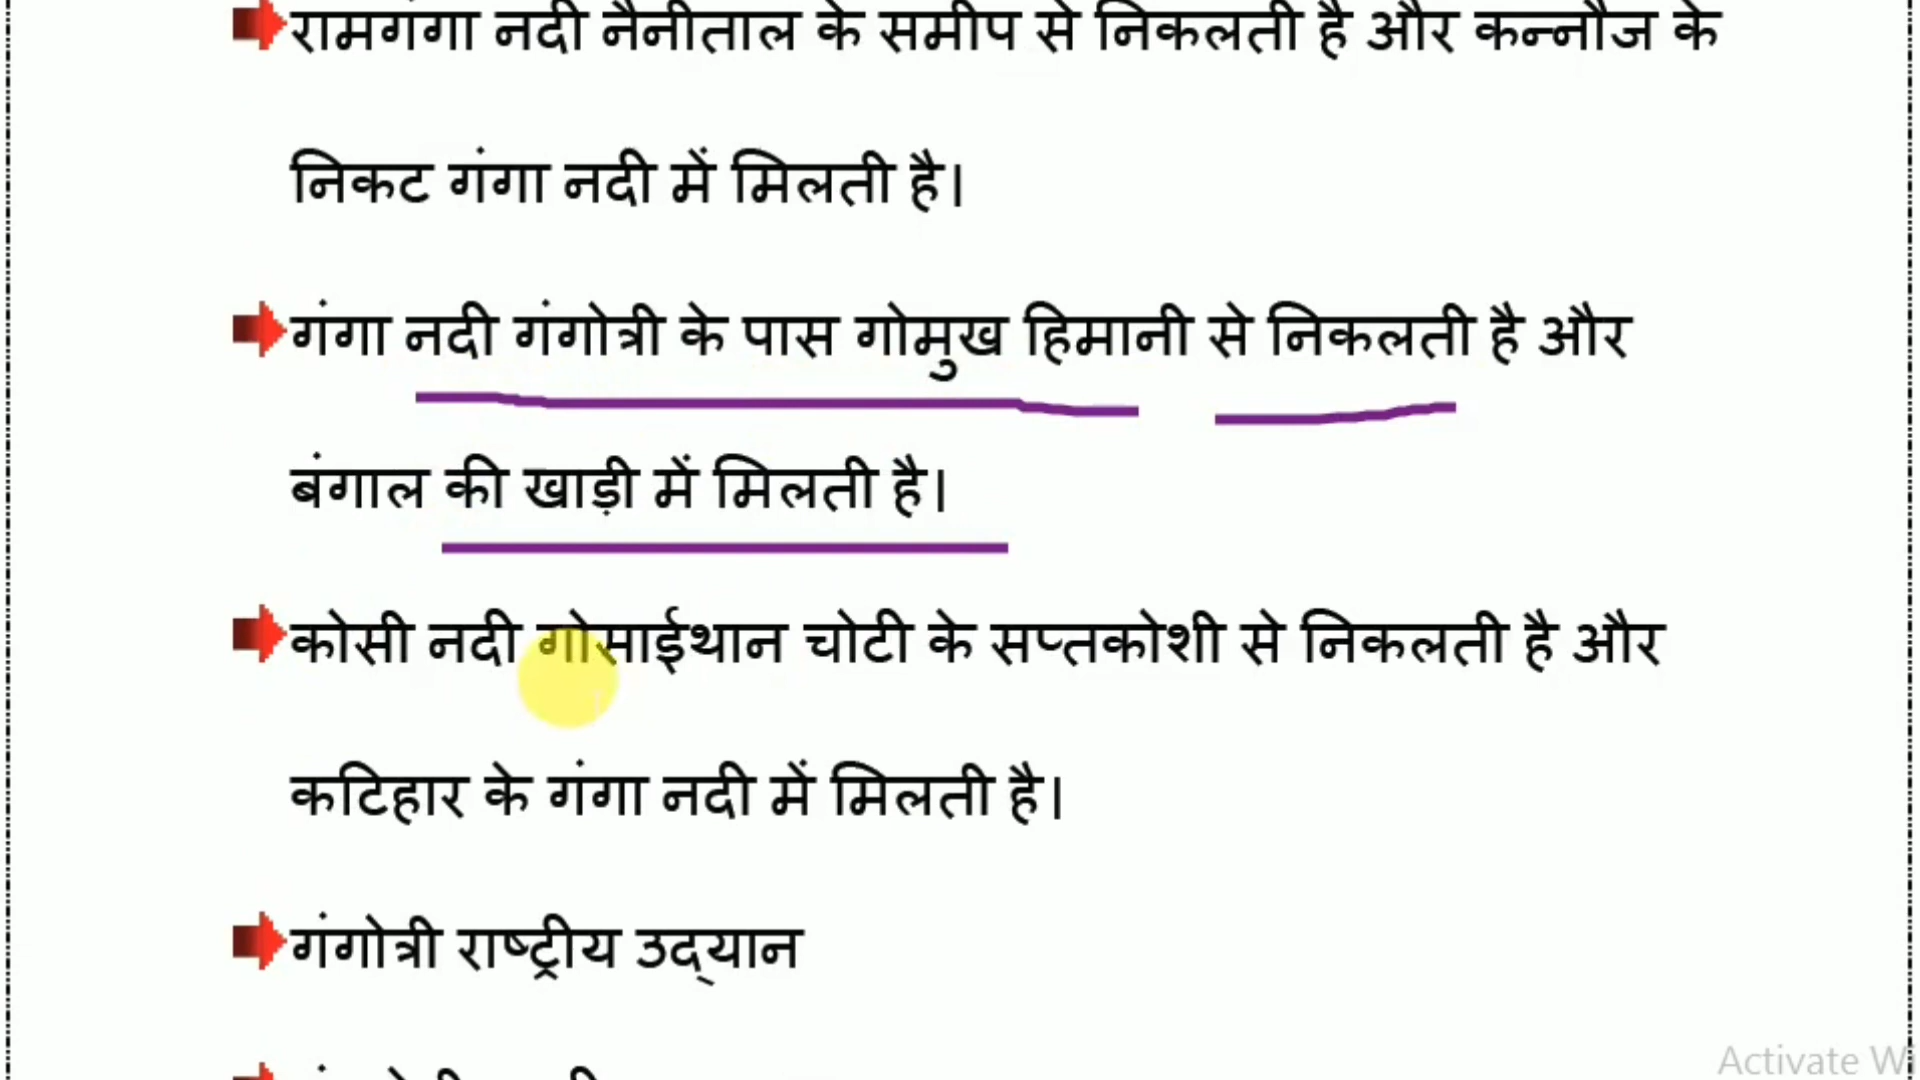 रामगंगा नदी नैनीताल के समीप से निकलती है और कन्नौज के
निकट गंगा नदी में मिलती है।
गंगा नदी गंगोत्री के पास गोमुख हिमानी से निकलती है और
बंगाल की खाड़ी में मिलती है।
कोसी नदी गोसाईथान चोटी के सप्तकोशी से निकलती है और
कटिहार के गंगा नदी में मिलती है।
गंगोत्री राष्ट्रीय उद्यान
Activate W